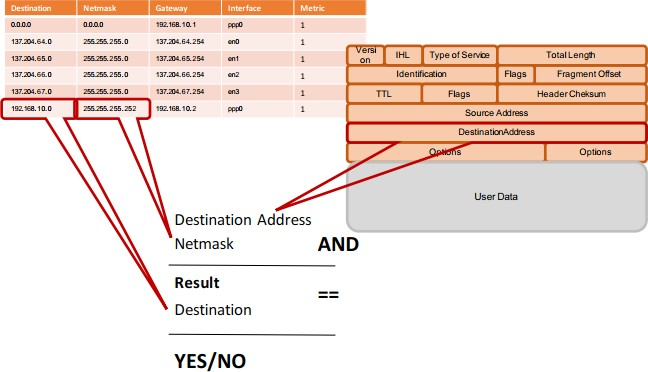 Destination Netmask Gateway Interface Metric
0.0.0.0 0.0.0.0 192.168.10.1 ppp0 1
137.204.64.0 255.255.255.0 137.204.64.254 en0 1
137.204.65.0 255.255.255.0 137.204.65.254 en1 1
137.204.66.0 255.255.255.0 137.204.66.254 en2 1
137.204.67.0 255.255.255.0 137.204.67.254 en3 1
192.168.10.0 255.255.255.252 192.168.10.2 ppp0 1
Versi
on
IHL Type of Service Total Length
Identification Flags Fragment Offset
TTL Flags Header Cheksum
Source Address
DestinationAddress
Options Options
User Data
Destination Address
Netmask AND
Result
==
Destination
YES/NO